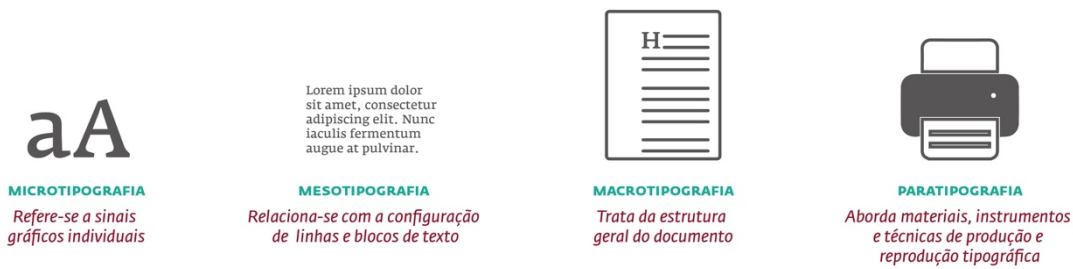 aA
MICROTIPOGRAFIA
Refere-se a sinais
gráficos individuais
Lorem ipsum dolor
sit amet, consectetur
adipiscing elit. Nunc
iaculis fermentum
augue at pulvinar.
MESOTIPOGRAFIA
Relaciona-se com a configuração
de linhas e blocos de texto
H
MACROTIPOGRAFIA
Trata da estrutura
geral do documento
PARATIPOGRAFIA
Aborda materiais, instrumentos
e técnicas de produção e
reprodução tipográfica